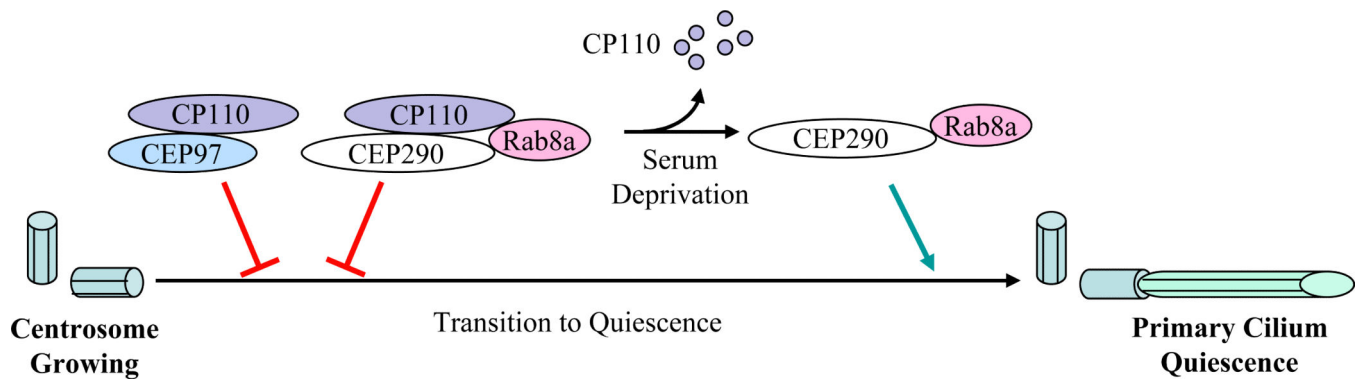 CP110
CP110
CEP97
CP110
CEP290
Rab8a
Serum
Deprivation
CEP290
Rab8a
Centrosome
Growing
Transition to Quiescence
Primary Cilium
Quiescence